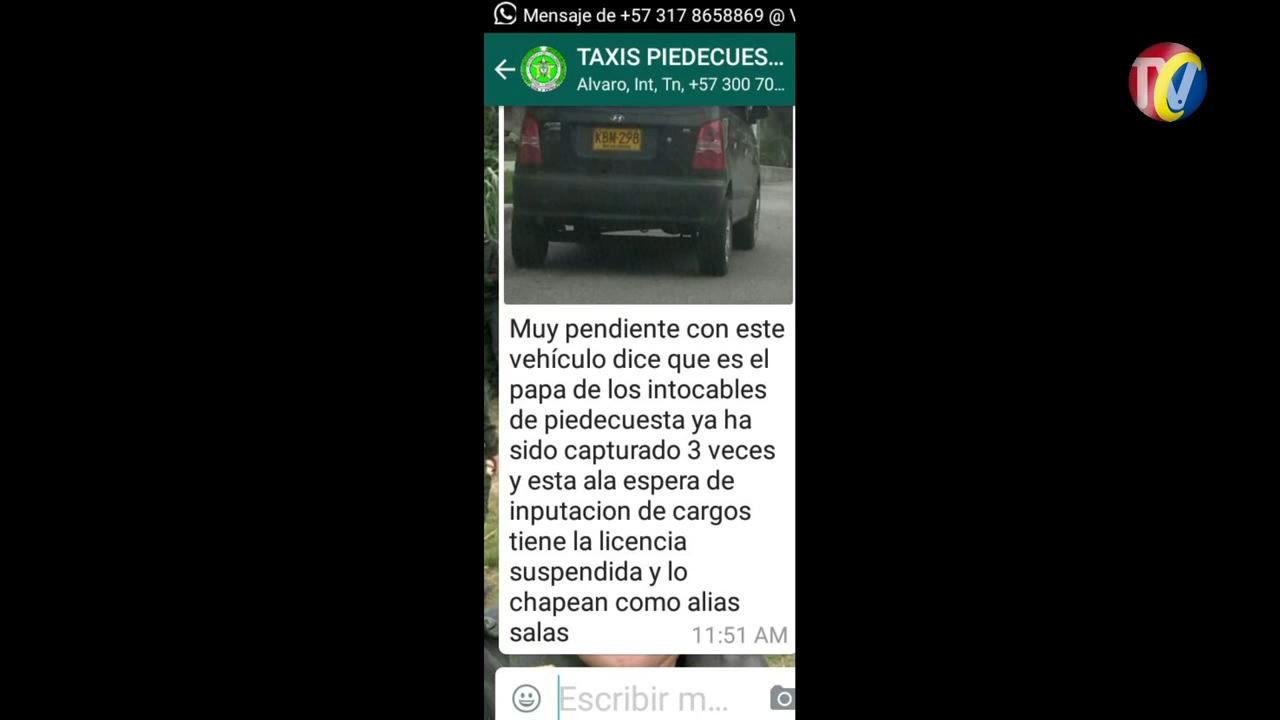 Mensaje de +57 317 8658869 @
TAXIS PIEDECUES...
Alvaro, Int, Tn, +57 300 70...
TVC
KBM-298
Muy pendiente con este
vehículo dice que es el
papa de los intocables
de piedecuesta ya ha
sido capturado 3 veces
y esta ala espera de
inputacion de cargos
tiene la licencia
suspendida y lo
chapean como alias
salas
11:51 AM
Escribir m...